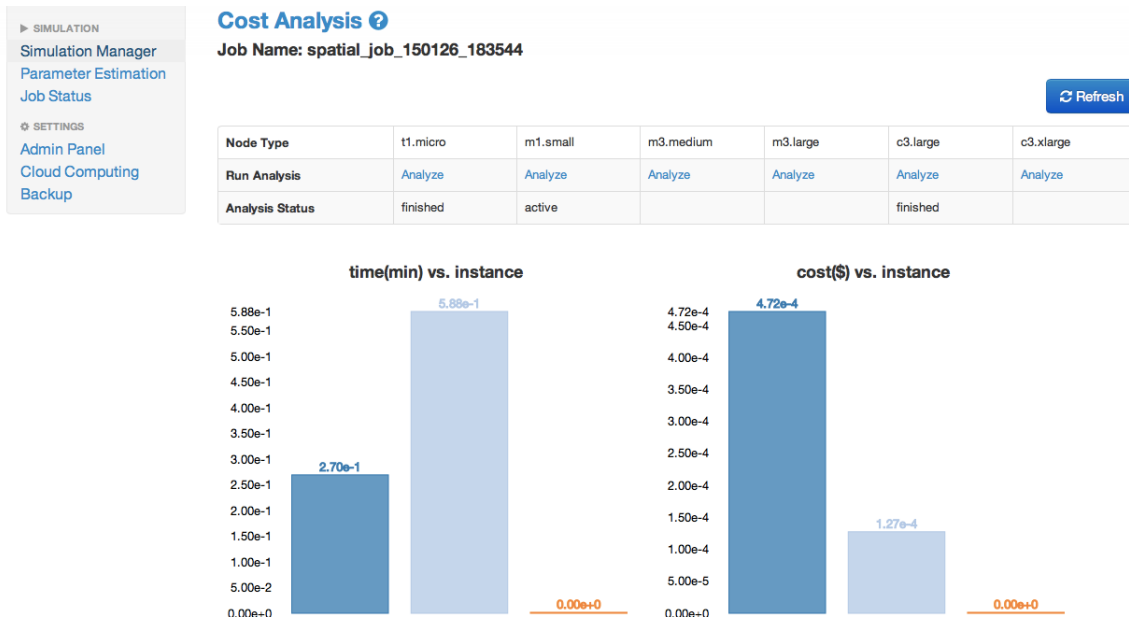 SIMULATION
Simulation Manager
Parameter Estimation
Job Status
SETTINGS
Admin Panel
Cloud Computing
Backup
Cost Analysis ?
Job Name: spatial_job_150126_183544
Refresh
Node Type t1.micro m1.small m3.medium m3.large c3.large c3.xlarge
Run Analysis Analyze Analyze Analyze Analyze Analyze Analyze
Analysis Status finished active finished
time(min) vs. instance
5.88e-1
5.88e-1
5.50e-1
5.00e-1
4.50e-1
4.00e-1
3.50e-1
3.00e-1
2.70e-1
2.50e-1
2.00e-1
1.50e-1
1.00e-1
5.00e-2
0.00e+0
0.00e+0
cost($) vs. instance
4.72e-4
4.72e-4
4.50e-4
4.00e-4
3.50e-4
3.00e-4
2.50e-4
2.00e-4
1.50e-4
1.27e-4
1.00e-4
5.00e-5
0.00e+0
0.00e+0